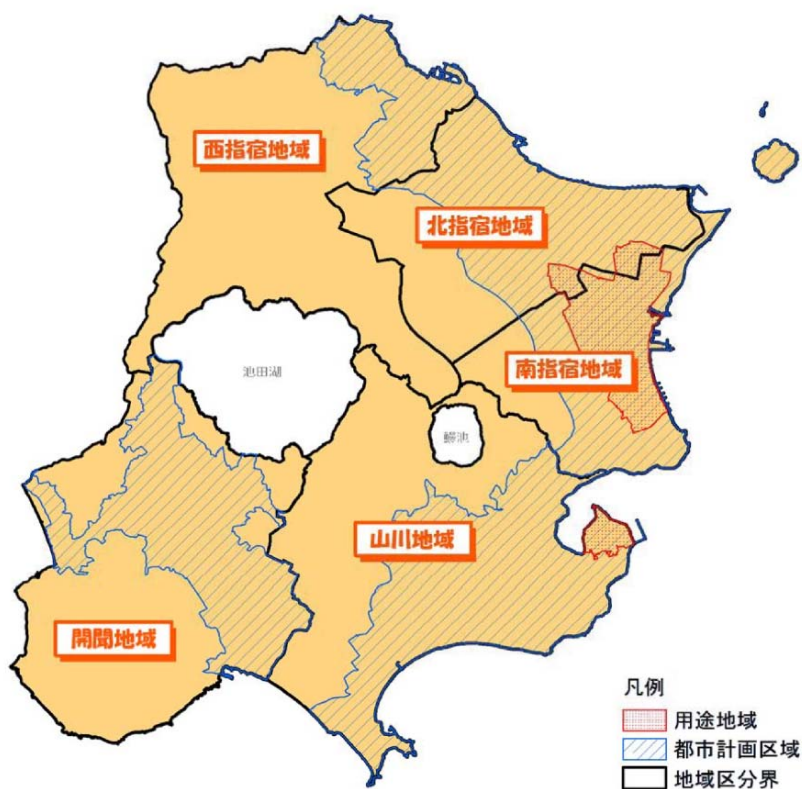 西指宿地域
北指宿地域
池田湖
南指宿地域
鰻池
山川地域
開聞地域
凡例
用途地域
都市計画区域
地域区分界